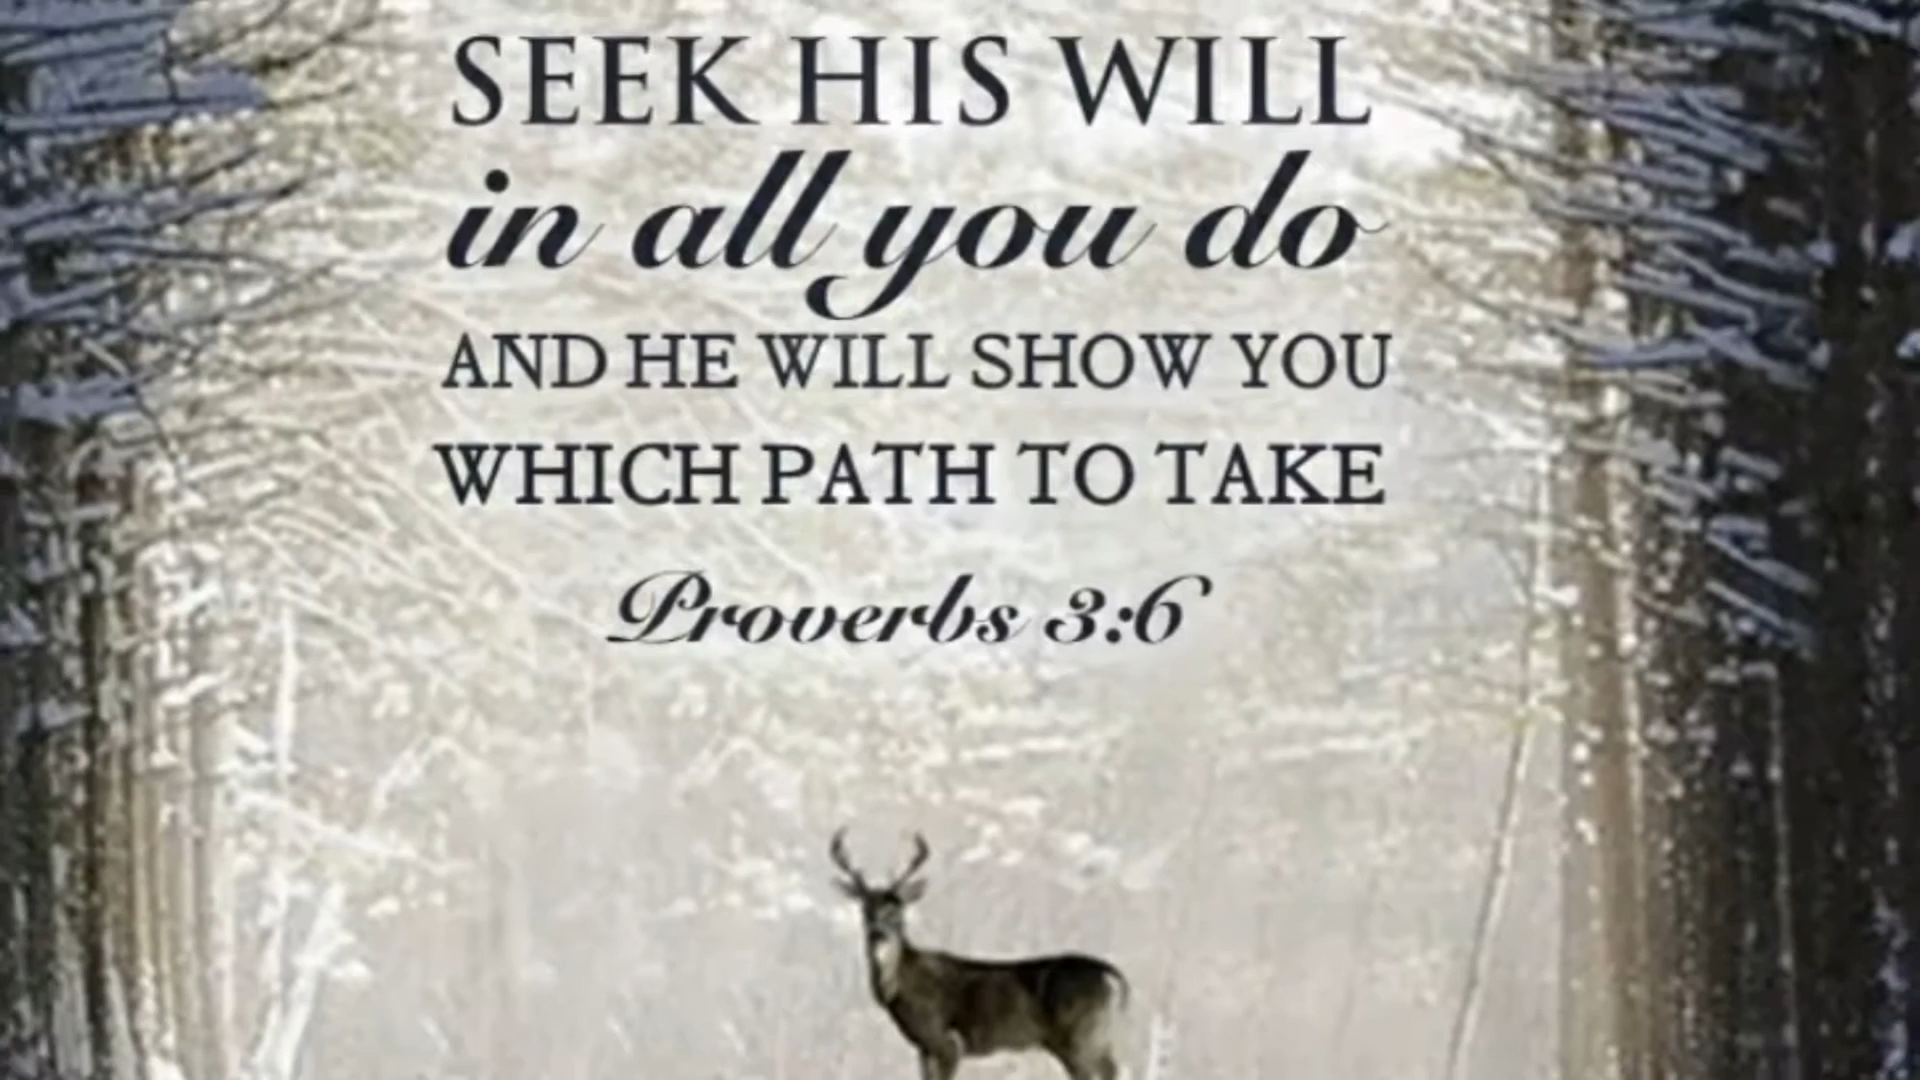 SEEK HIS WILL
in all you do
AND HE WILL SHOW YOU
WHICH PATH TO TAKE
Proverbs 3:6